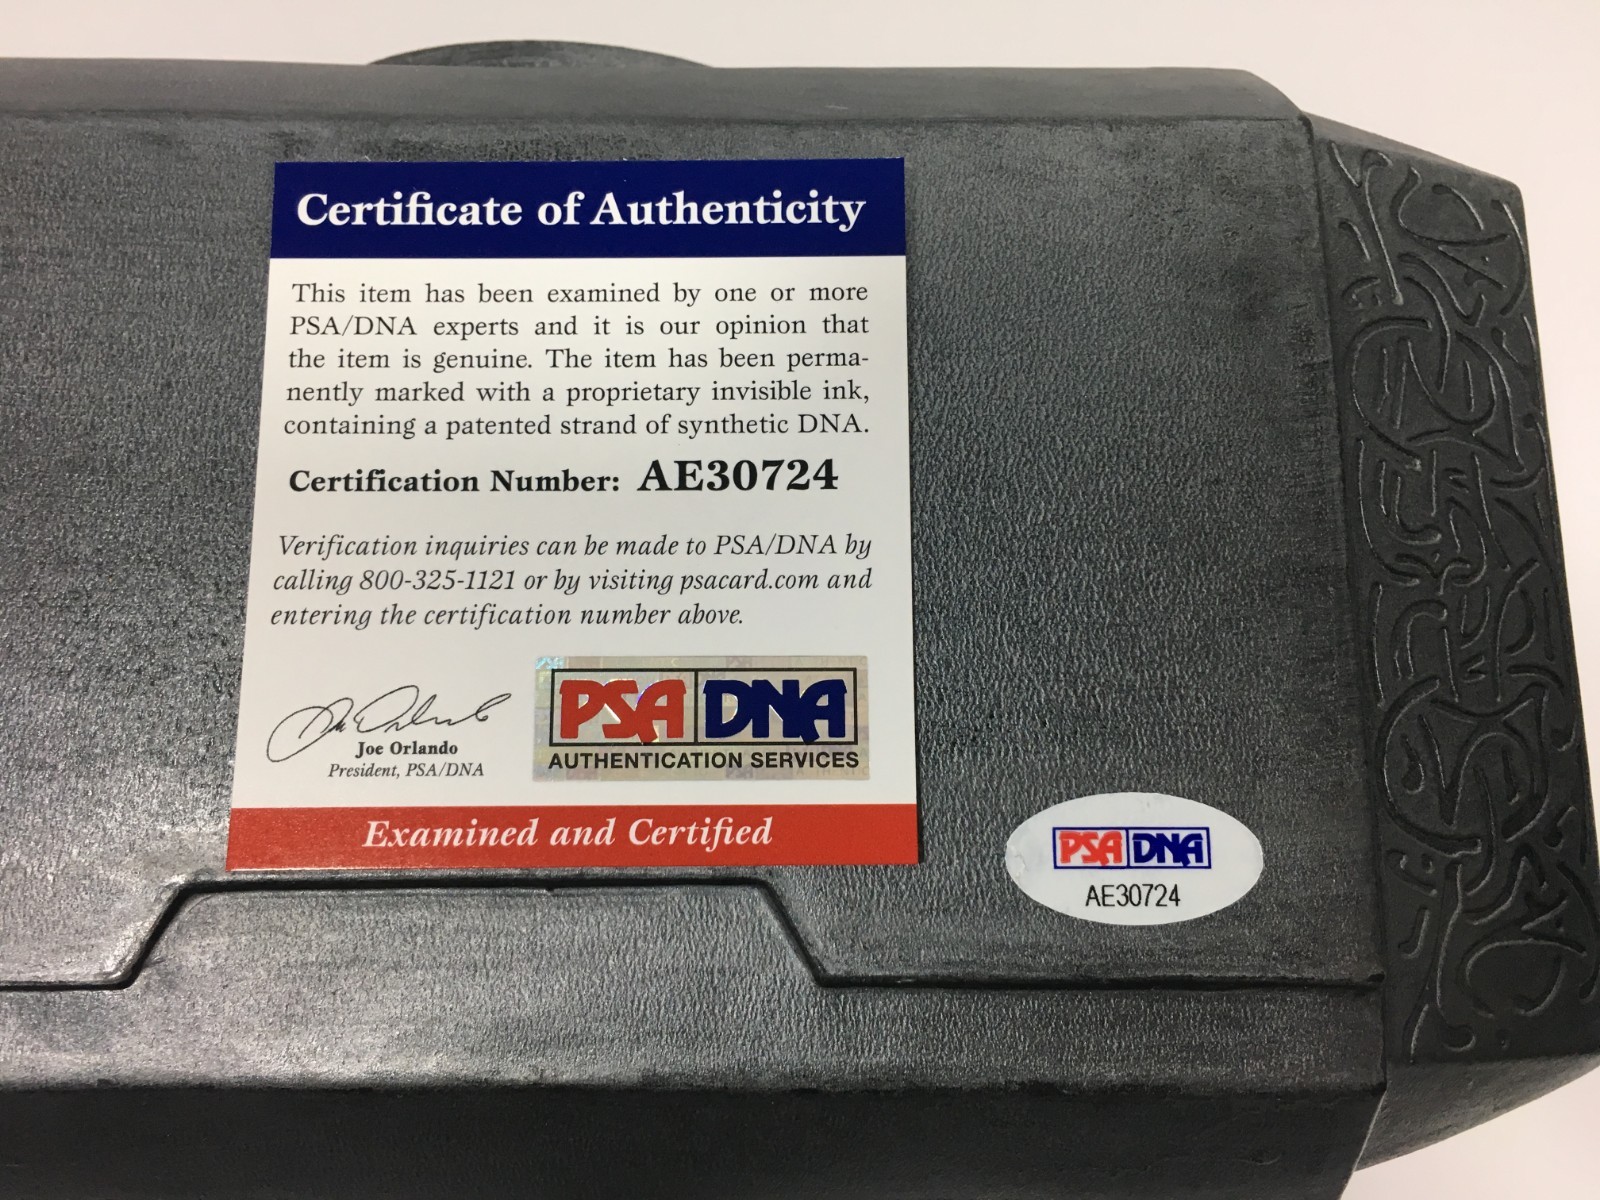 Certificate of Authenticity
This item has been examined by one or more
PSA/DNA experts and it is our opinion that
the item is genuine. The item has been perma-
nently marked with a proprietary invisible ink,
containing a patented strand of synthetic DNA.
Certification Number: AE30724
Verification inquiries can be made to PSA/DNA by
calling 800-325-1121 or by visiting psacard.com and
entering the certification number above.
Joe Orlando
President, PSA/DNA
PSA DNA
AUTHENTICATION SERVICES
Examined and Certified
PSA DNA
AE30724